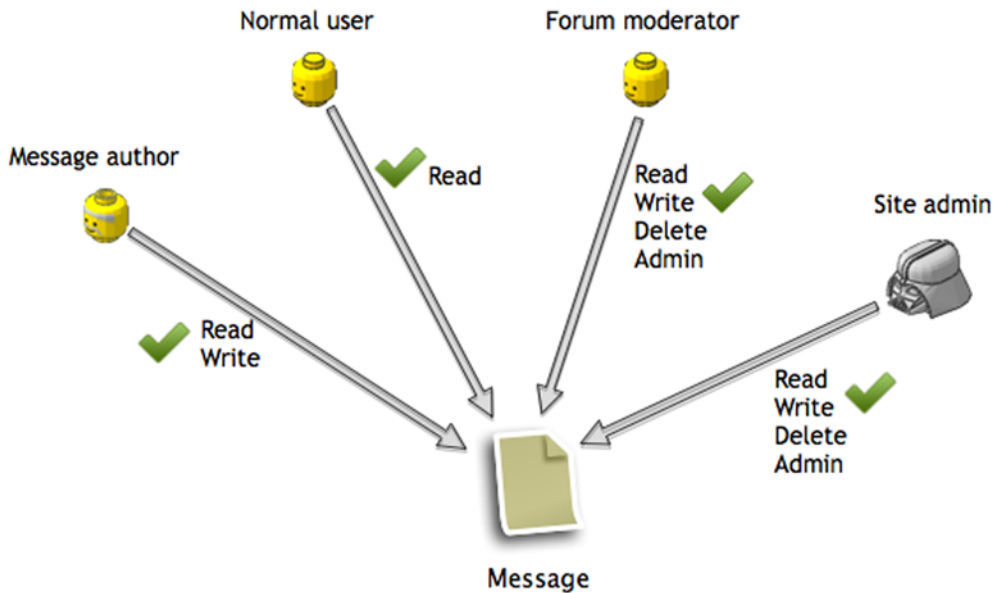 Normal user
Forum moderator
Message author
Read
Read
Write
Delete
Admin
Site admin
Read
Write
Read
Write
Delete
Admin
Message